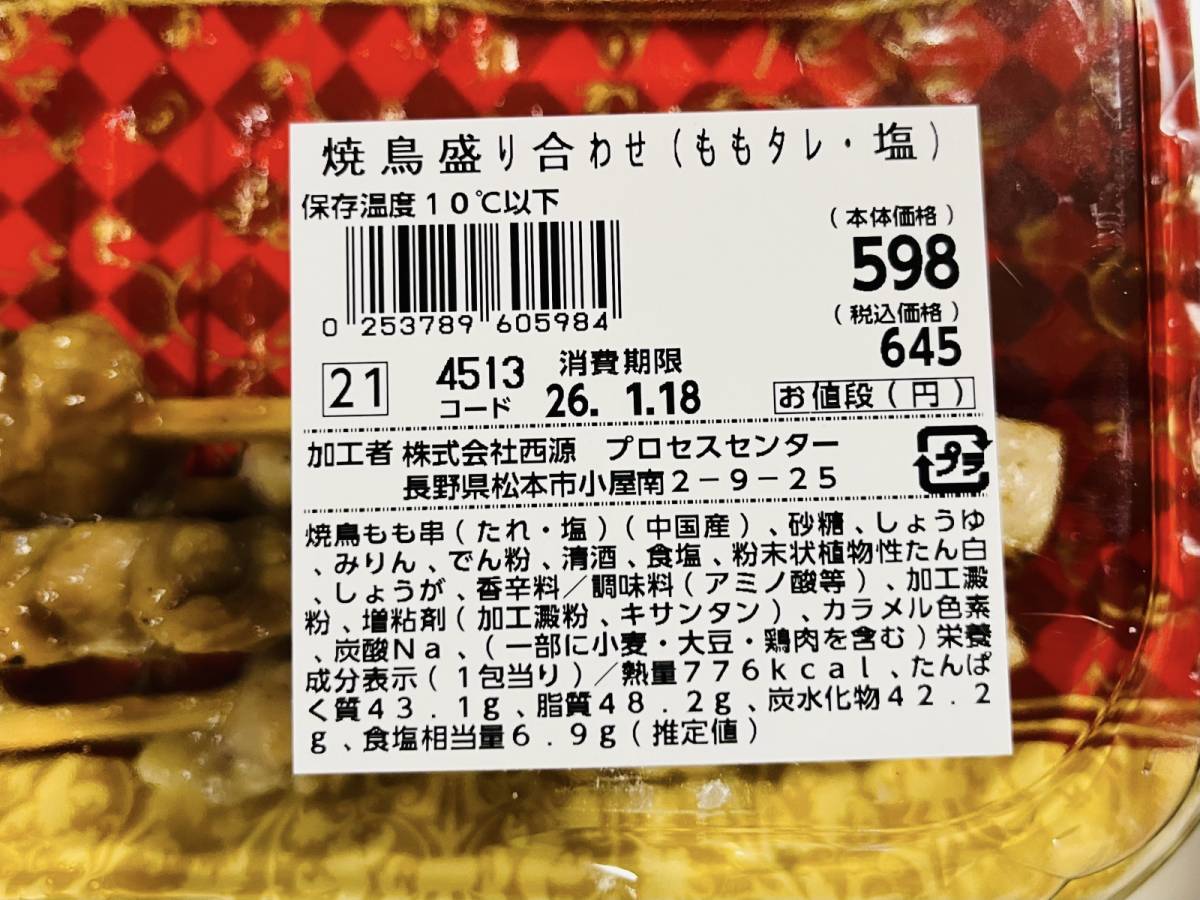 焼鳥盛り合わせ(ももタレ・塩)
保存温度10℃以下
(本体価格)
598
0 253789 605984
(税込価格)
645
21 4513 消費期限
コード 26. 1.18 お値段(円)
加工者 株式会社西源 プロセスセンター
長野県松本市小屋南2-9-25
プラ
焼鳥もも串(たれ・塩)(中国産)、砂糖、しょうゆ
、みりん、でん粉、清酒、食塩、粉末状植物性たん白
、しょうが、香辛料/調味料(アミノ酸等)、加工澱
粉、増粘剤(加工澱粉、キサンタン)、カラメル色素
、炭酸Na、(一部に小麦・大豆・鶏肉を含む)栄養
成分表示(1包当り)/熱量776kcal、たんぱ
く質43.1g、脂質48.2g、炭水化物42.2
g、食塩相当量6.9g(推定値)